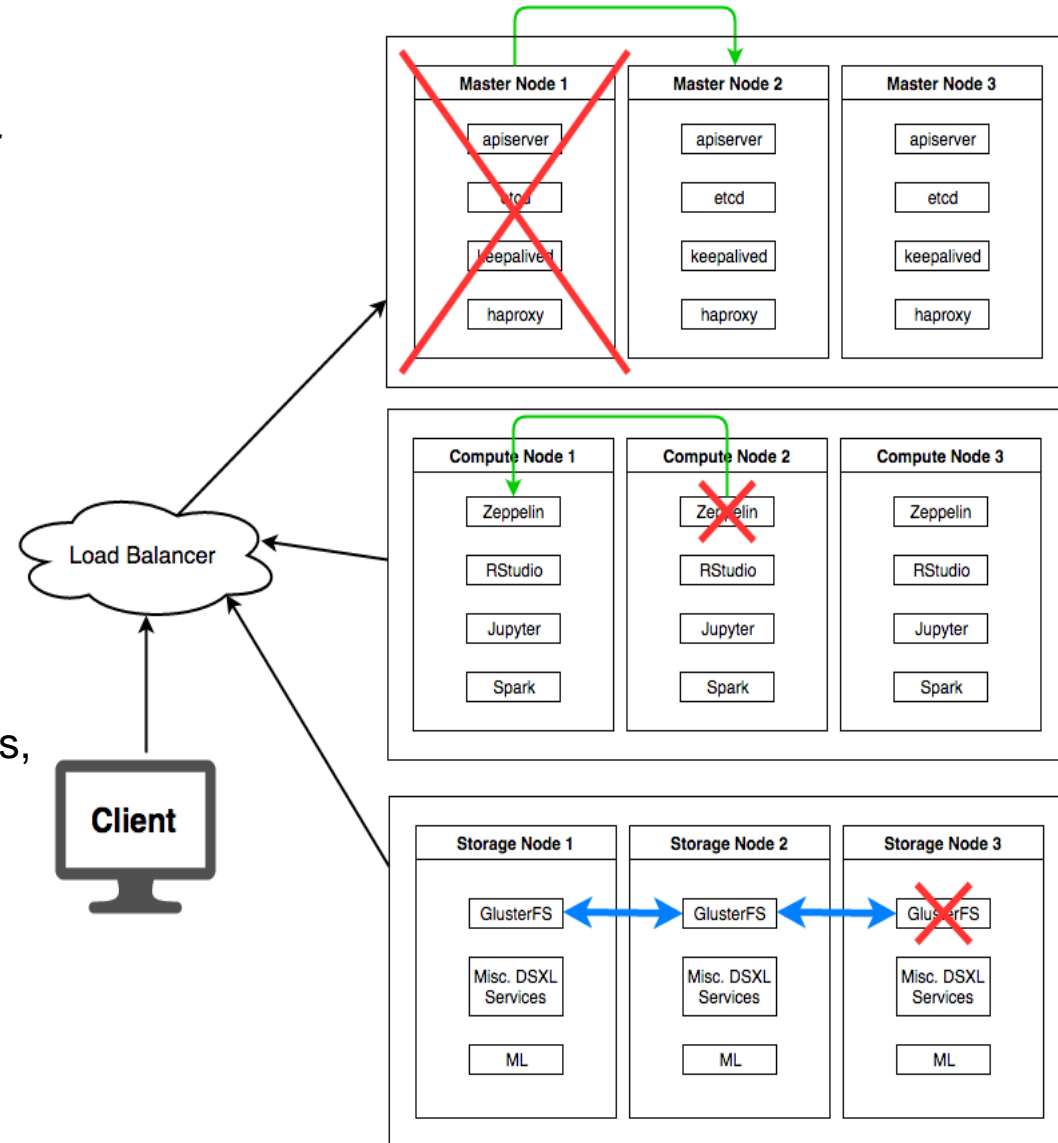 Master Node 1
Master Node 2
Master Node 3
apiserver
apiserver
apiserver
etcd
etcd
etcd
keepalived
keepalived
keepalived
haproxy
haproxy
haproxy
Compute Node 1
Compute Node 2
Compute Node 3
Zeppelin
Zeppelin
Zeppelin
RStudio
RStudio
RStudio
Jupyter
Jupyter
Jupyter
Spark
Spark
Spark
Load Balancer
s,
Client
Storage Node 1
Storage Node 2
Storage Node 3
GlusterFS
GlusterFS
GlusterFS
Misc. DSXL
Services
Misc. DSXL
Services
Misc. DSXL
Services
ML
ML
ML